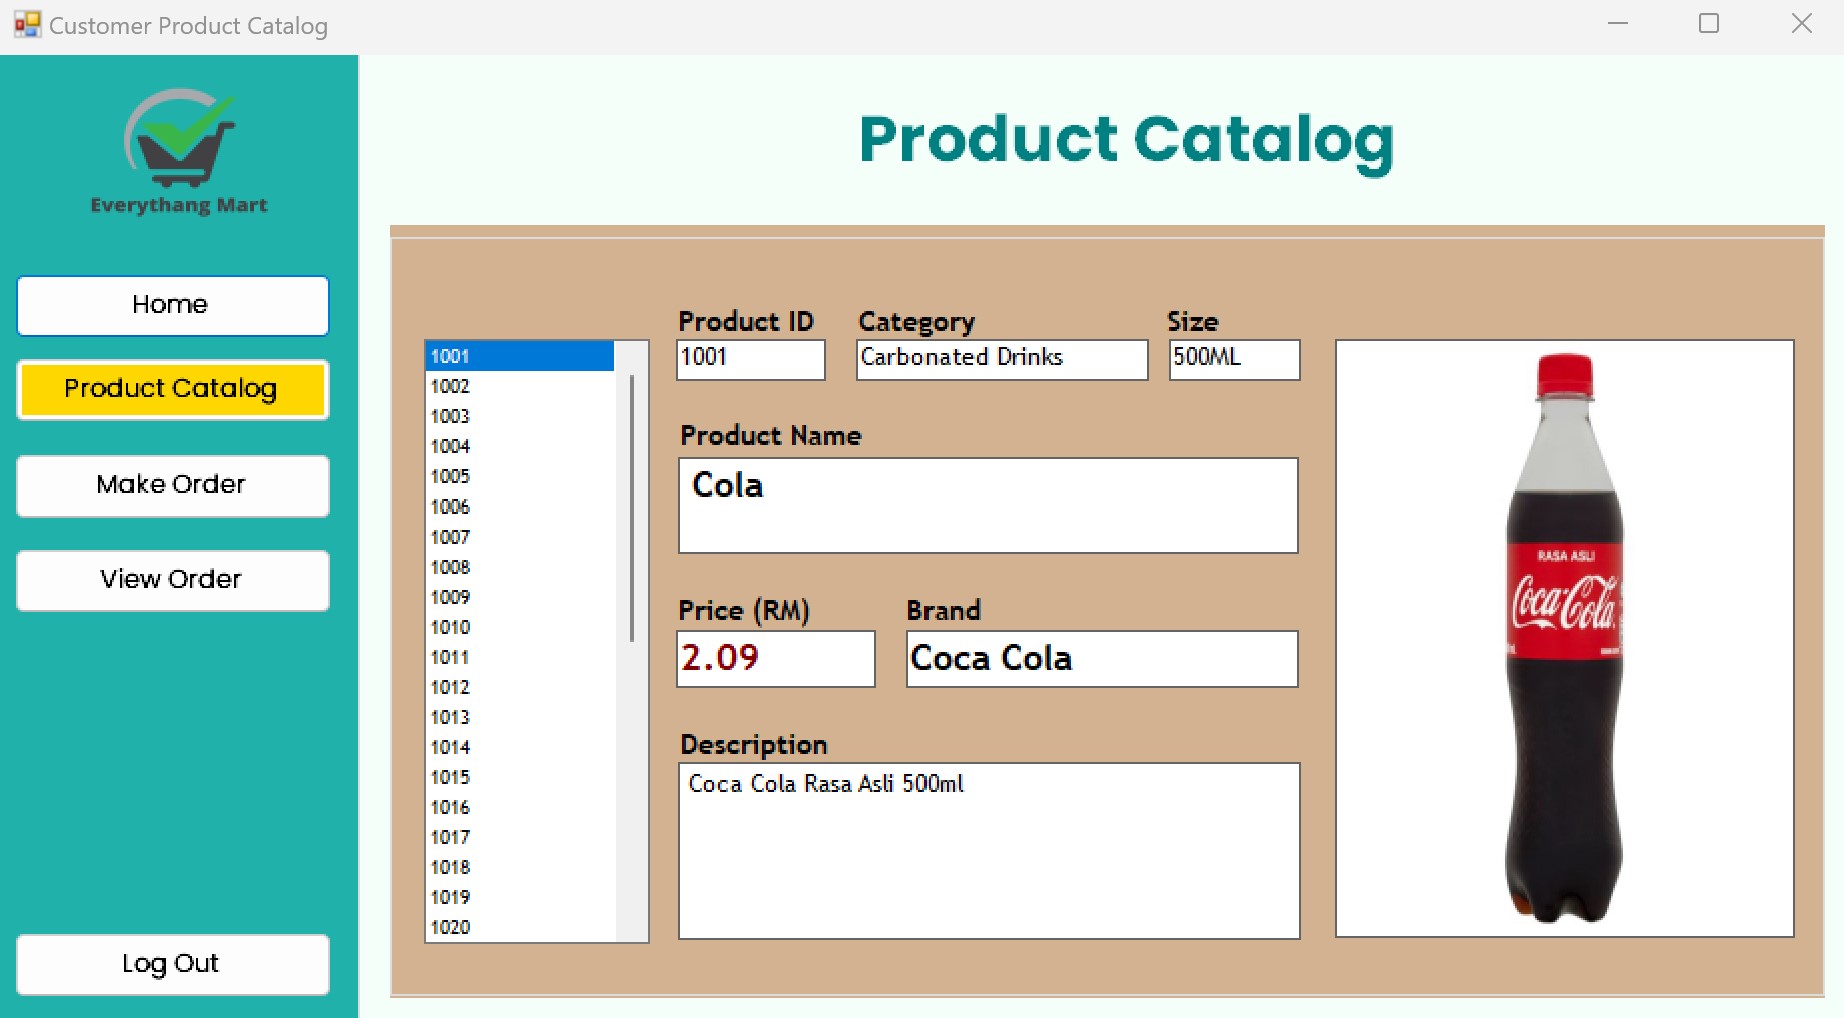 Customer Product Catalog
Everythang Mart
Home
Product Catalog
Make Order
View Order
Log Out
Product Catalog
1001
1002
1003
1004
1005
1006
1007
1008
1009
1010
1011
1012
1013
1014
1015
1016
1017
1018
1019
1020
Product ID Category Size
1001 Carbonated Drinks 500ML
Product Name
Cola
Price (RM) Brand
2.09 Coca Cola
Description
Coca Cola Rasa Asli 500ml
RASA ASLI
Coca-Cola